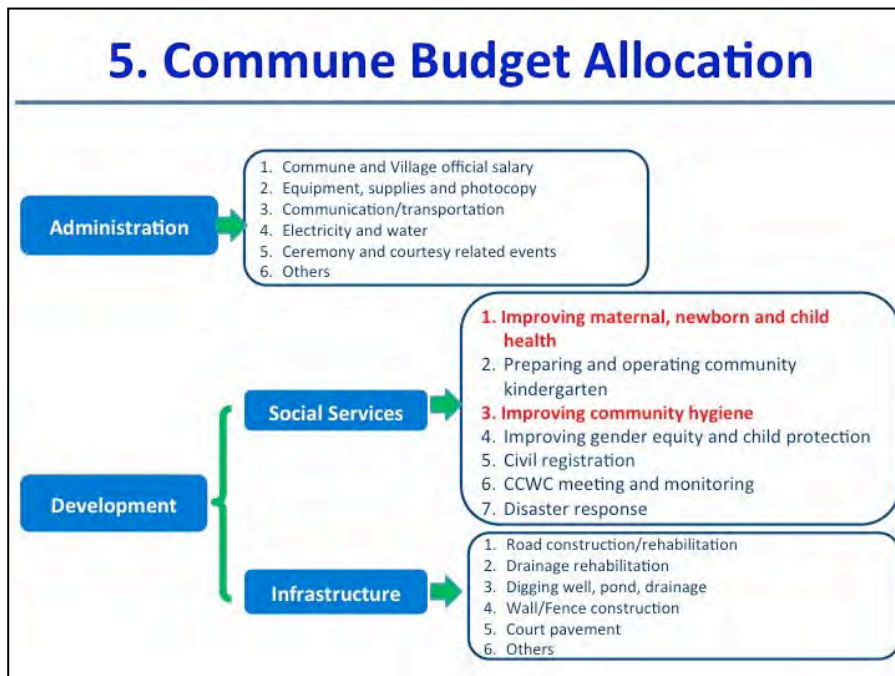 5. Commune Budget Allocation
Administration
1. Commune and Village official salary
2. Equipment, supplies and photocopy
3. Communication/transportation
4. Electricity and water
5. Ceremony and courtesy related events
6. Others
Development
Social Services
1. Improving maternal, newborn and child
health
2. Preparing and operating community
kindergarten
3. Improving community hygiene
4. Improving gender equity and child protection
5. Civil registration
6. CCWC meeting and monitoring
7. Disaster response
Infrastructure
1. Road construction/rehabilitation
2. Drainage rehabilitation
3. Digging well, pond, drainage
4. Wall/Fence construction
5. Court pavement
6. Others